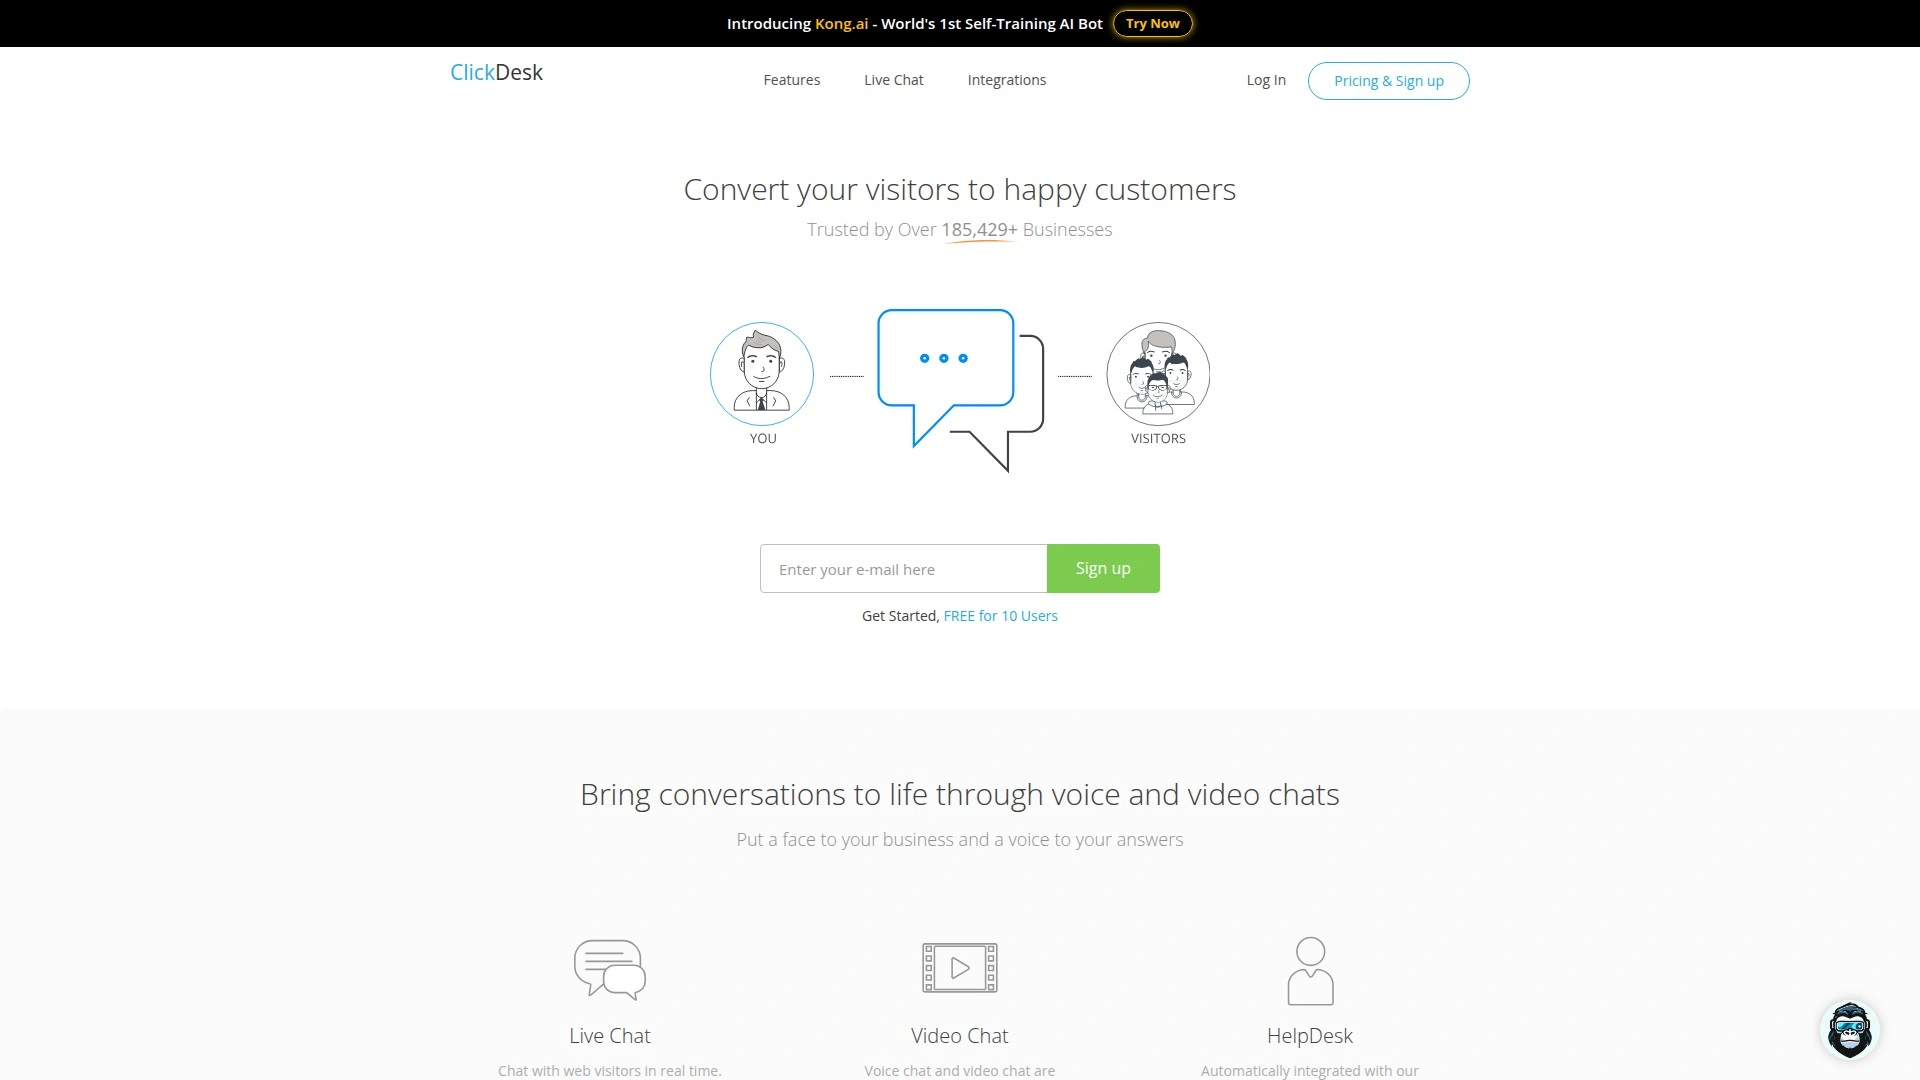 Introducing Kong.ai - World's 1st Self-Training AI Bot Try Now
ClickDesk
Features Live Chat Integrations
Log In Pricing & Sign up
Convert your visitors to happy customers
Trusted by Over 185,429+ Businesses
YOU
VISITORS
Enter your e-mail here Sign up
Get Started, FREE for 10 Users
Bring conversations to life through voice and video chats
Put a face to your business and a voice to your answers
Live Chat
Chat with web visitors in real time.
Video Chat
Voice chat and video chat are
HelpDesk
Automatically integrated with our